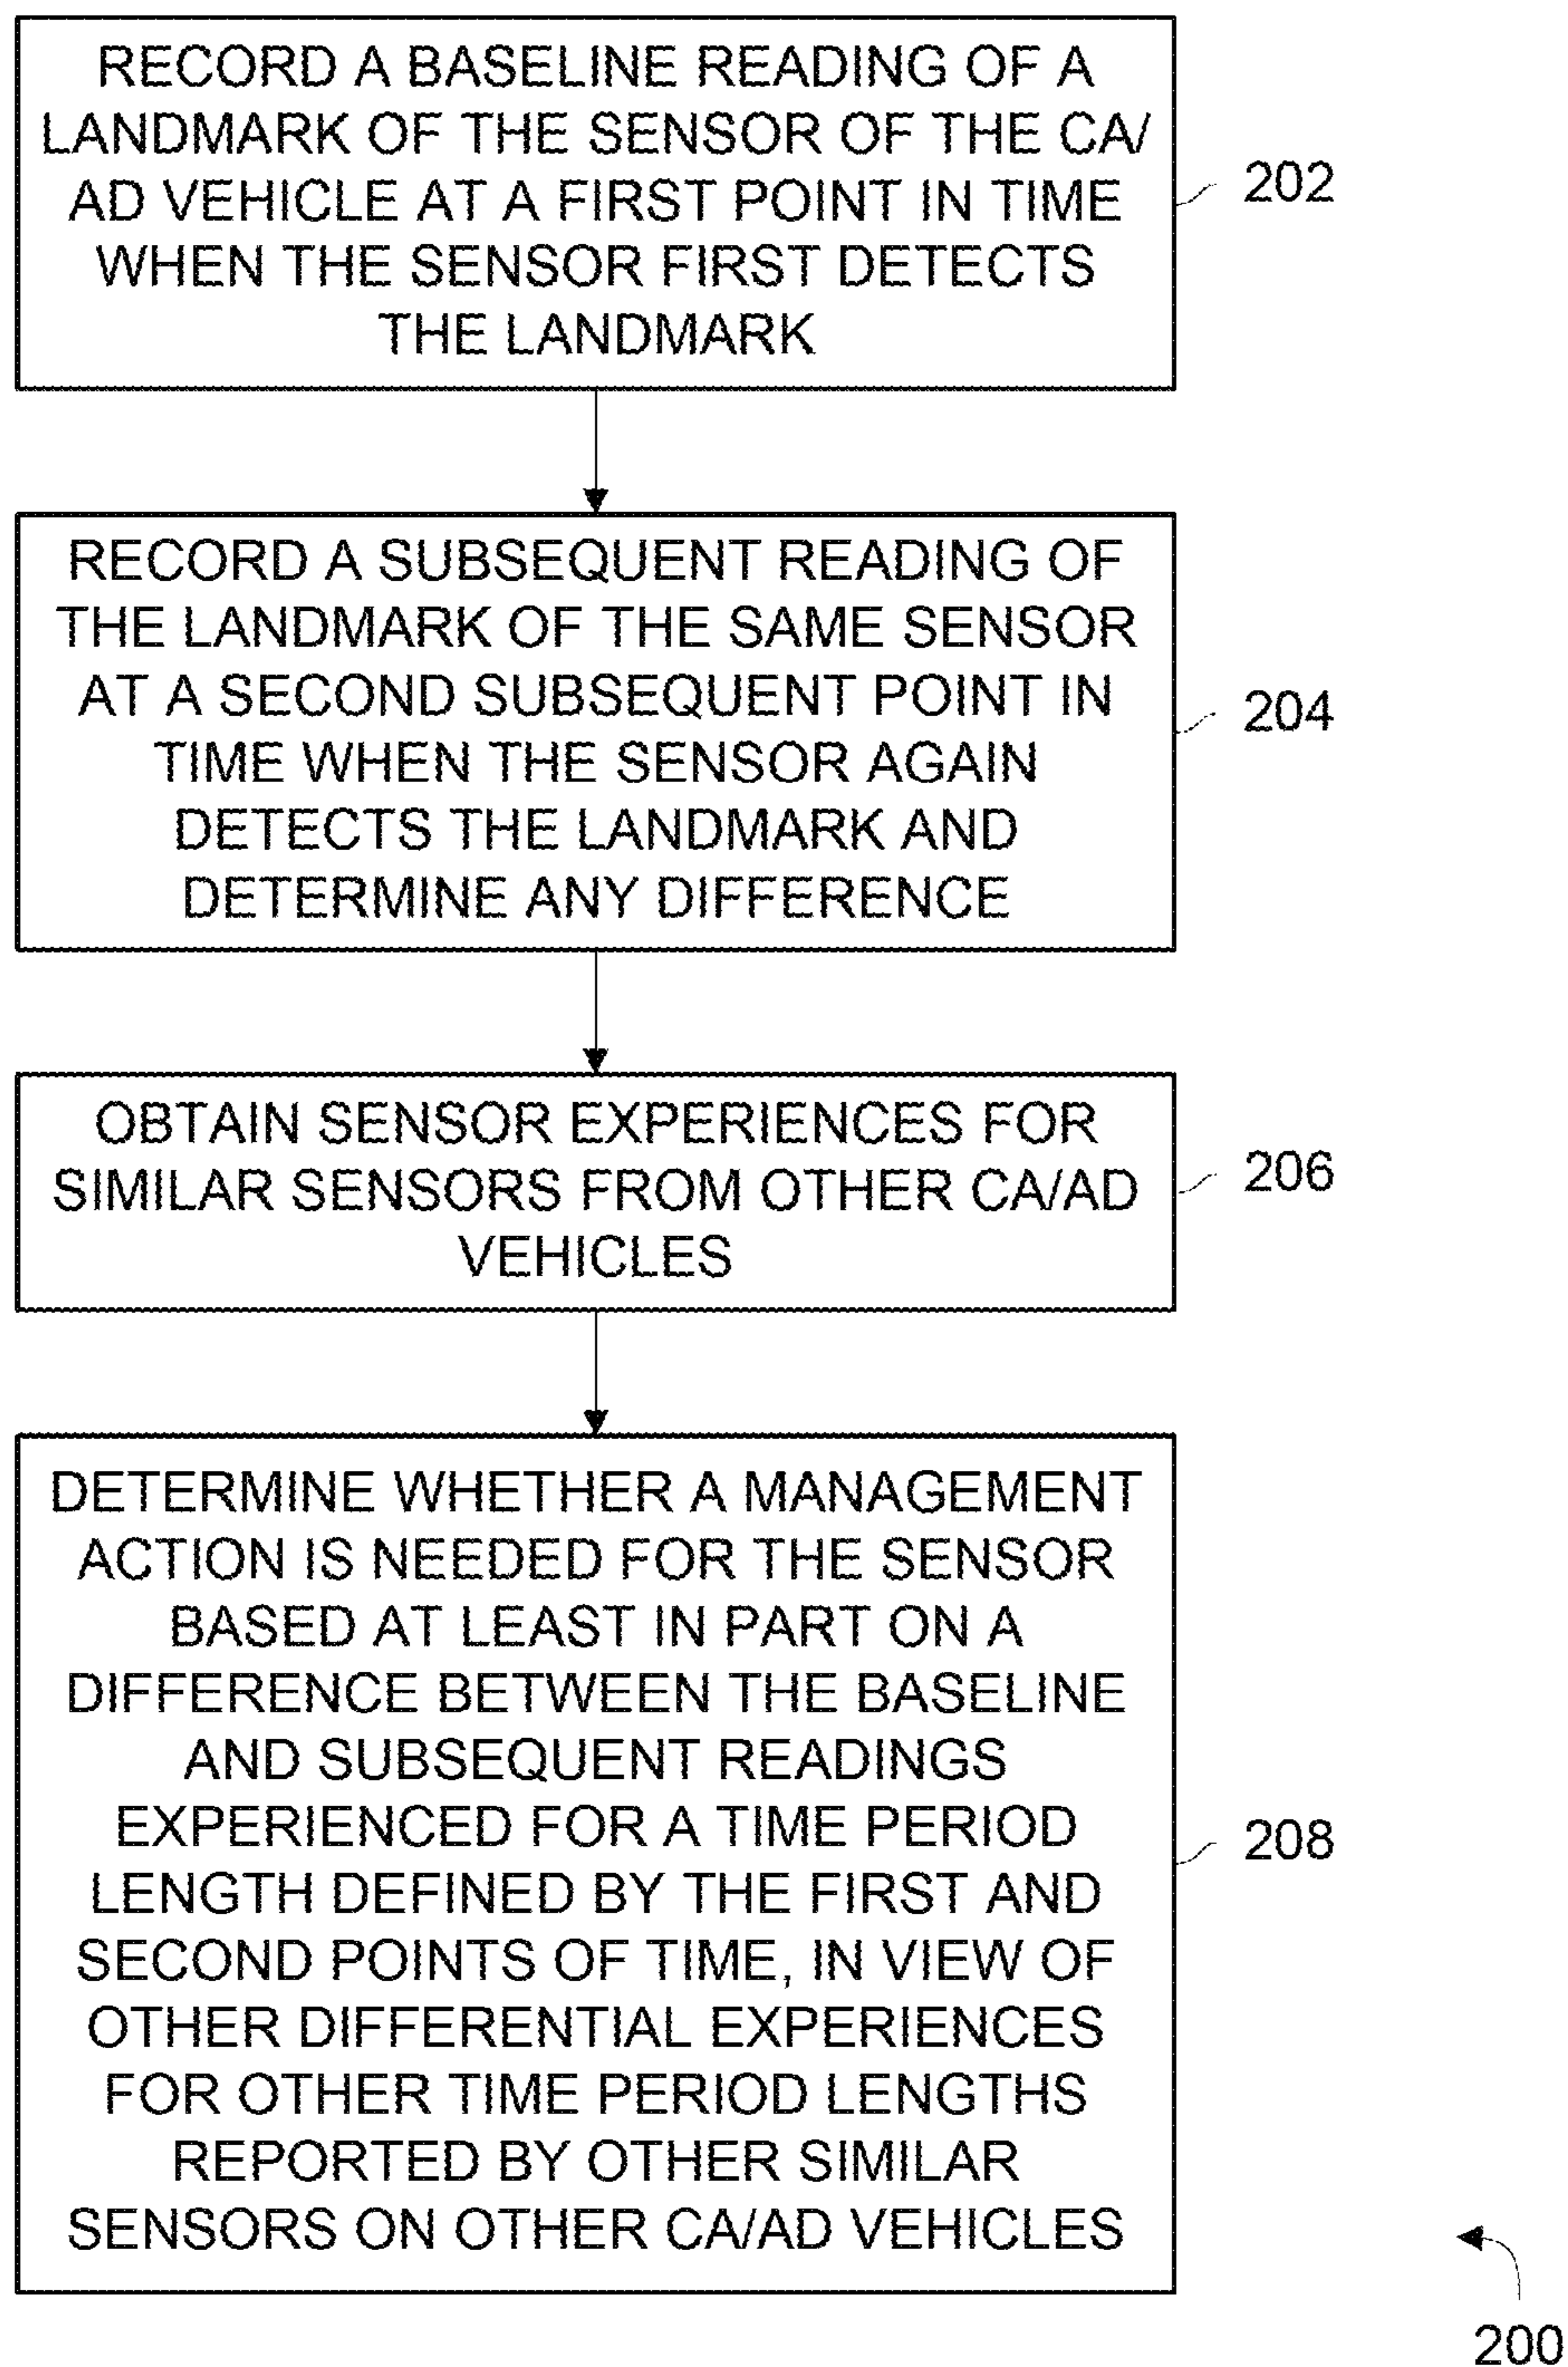 RECORD A BASELINE READING OF A
LANDMARK OF THE SENSOR OF THE CA/
AD VEHICLE AT A FIRST POINT IN TIME
WHEN THE SENSOR FIRST DETECTS
THE LANDMARK
202
RECORD A SUBSEQUENT READING OF
THE LANDMARK OF THE SAME SENSOR
AT A SECOND SUBSEQUENT POINT IN
TIME WHEN THE SENSOR AGAIN
DETECTS THE LANDMARK AND
DETERMINE ANY DIFFERENCE
204
OBTAIN SENSOR EXPERIENCES FOR
SIMILAR SENSORS FROM OTHER CA/AD
VEHICLES
206
DETERMINE WHETHER A MANAGEMENT
ACTION IS NEEDED FOR THE SENSOR
BASED AT LEAST IN PART ON A
DIFFERENCE BETWEEN THE BASELINE
AND SUBSEQUENT READINGS
EXPERIENCED FOR A TIME PERIOD
LENGTH DEFINED BY THE FIRST AND
SECOND POINTS OF TIME, IN VIEW OF
OTHER DIFFERENTIAL EXPERIENCES
FOR OTHER TIME PERIOD LENGTHS
REPORTED BY OTHER SIMILAR
SENSORS ON OTHER CA/AD VEHICLES
208
200